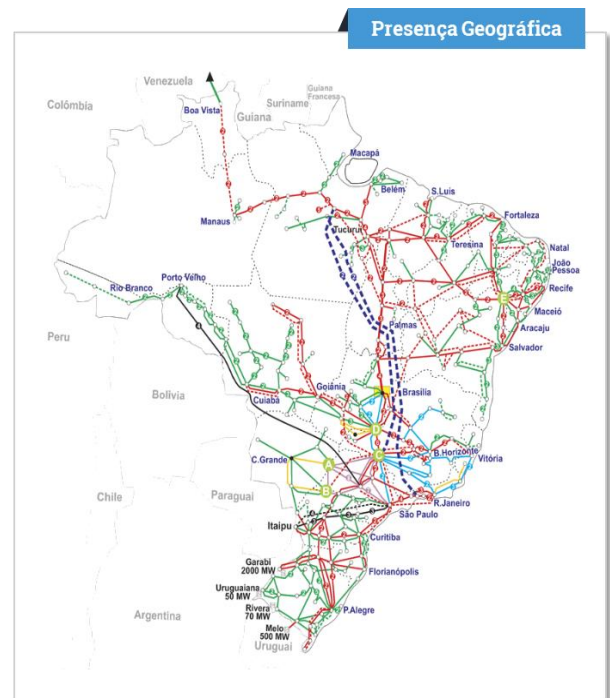 Presença Geográfica
Venezuela
Guiana
Francesa
Suriname
Colómbia
Boa Vista
Guiana
Macapá
Belém
S.Luis
Fortaleza
Manaus
Tucuruí
Teresina
Natal
João
Pessoa
Porto Velho
Rio Branco
Recife
E
Maceió
Palmas
Aracaju
Peru
Salvador
Goiânia
Brasília
Bolívia
Cuiabá
D
C
B.Horizonte
C.Grande
A
Vitória
B
Chile
Paraguai
R.Janeiro
São Paulo
Itaipu
Curitiba
Garabi
2000 MW
Florianópolis
Uruguaiana
50 MW
Rivera
70 MW
P.Alegre
Argentina
Melo
500 MW
Uruguai